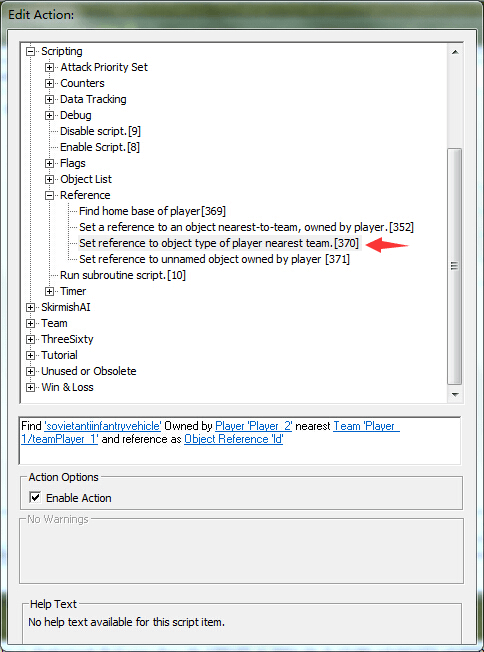 Edit Action:
Scripting
Attack Priority Set
Counters
Data Tracking
Debug
Disable script.[9]
Enable Script.[8]
Flags
Object List
Reference
Find home base of player[369]
Set a reference to an object nearest-to-team, owned by player.[352]
Set reference to object type of player nearest team.[370]
Set reference to unnamed object owned by player [371]
Run subroutine script.[10]
Timer
SkirmishAI
Team
ThreeSixty
Tutorial
Unused or Obsolete
Win & Loss
Find 'sovietantiinfantryvehicle' Owned by Player 'Player_2' nearest Team 'Player_
1/teamPlayer_1' and reference as Object Reference 'Id'
Action Options
Enable Action
No Warnings
Help Text
No help text available for this script item.